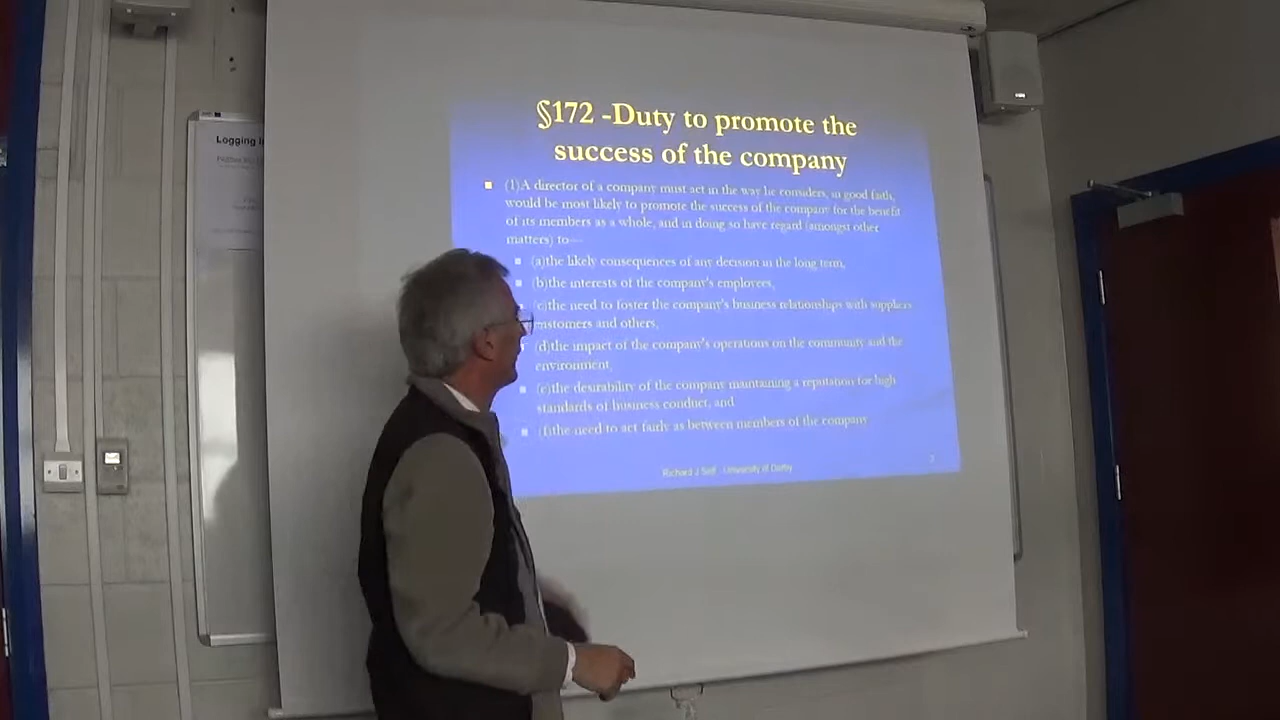 Logging i
§172 -Duty to promote the
success of the company
(1)A director of a company must act in the way he considers, in good faith,
would be most likely to promote the success of the company for the benefit
of its members as a whole, and in doing so have regard (amongst other
matters) to—
(a)the likely consequences of any decision in the long term,
(b)the interests of the company's employees,
(c)the need to foster the company's business relationships with suppliers
customers and others,
(d)the impact of the company's operations on the community and the
environment,
(e)the desirability of the company maintaining a reputation for high
standards of business conduct, and
(f)the need to act fairly as between members of the company
Richard J Self - University of Derby